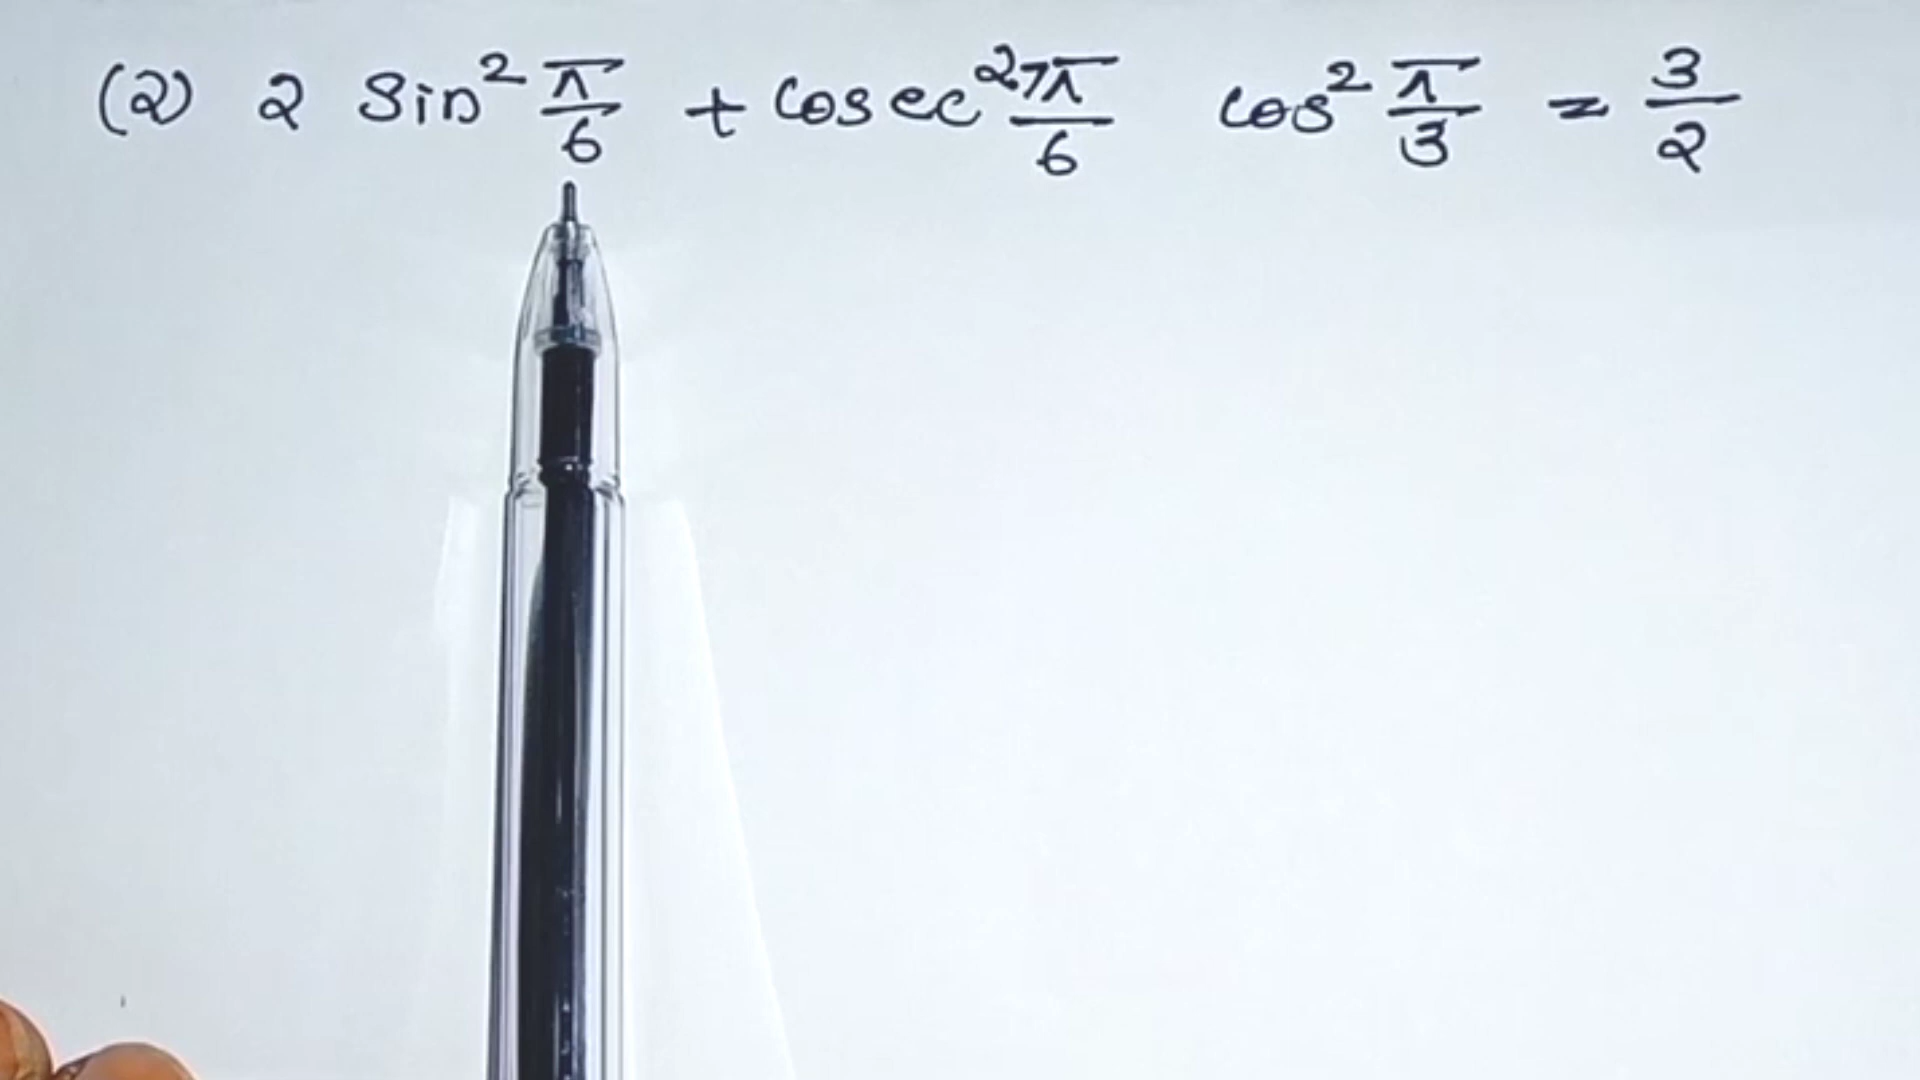 (2) 2 Sin² π/6 + cosec² 7π/6 cos² π/3 = 3/2